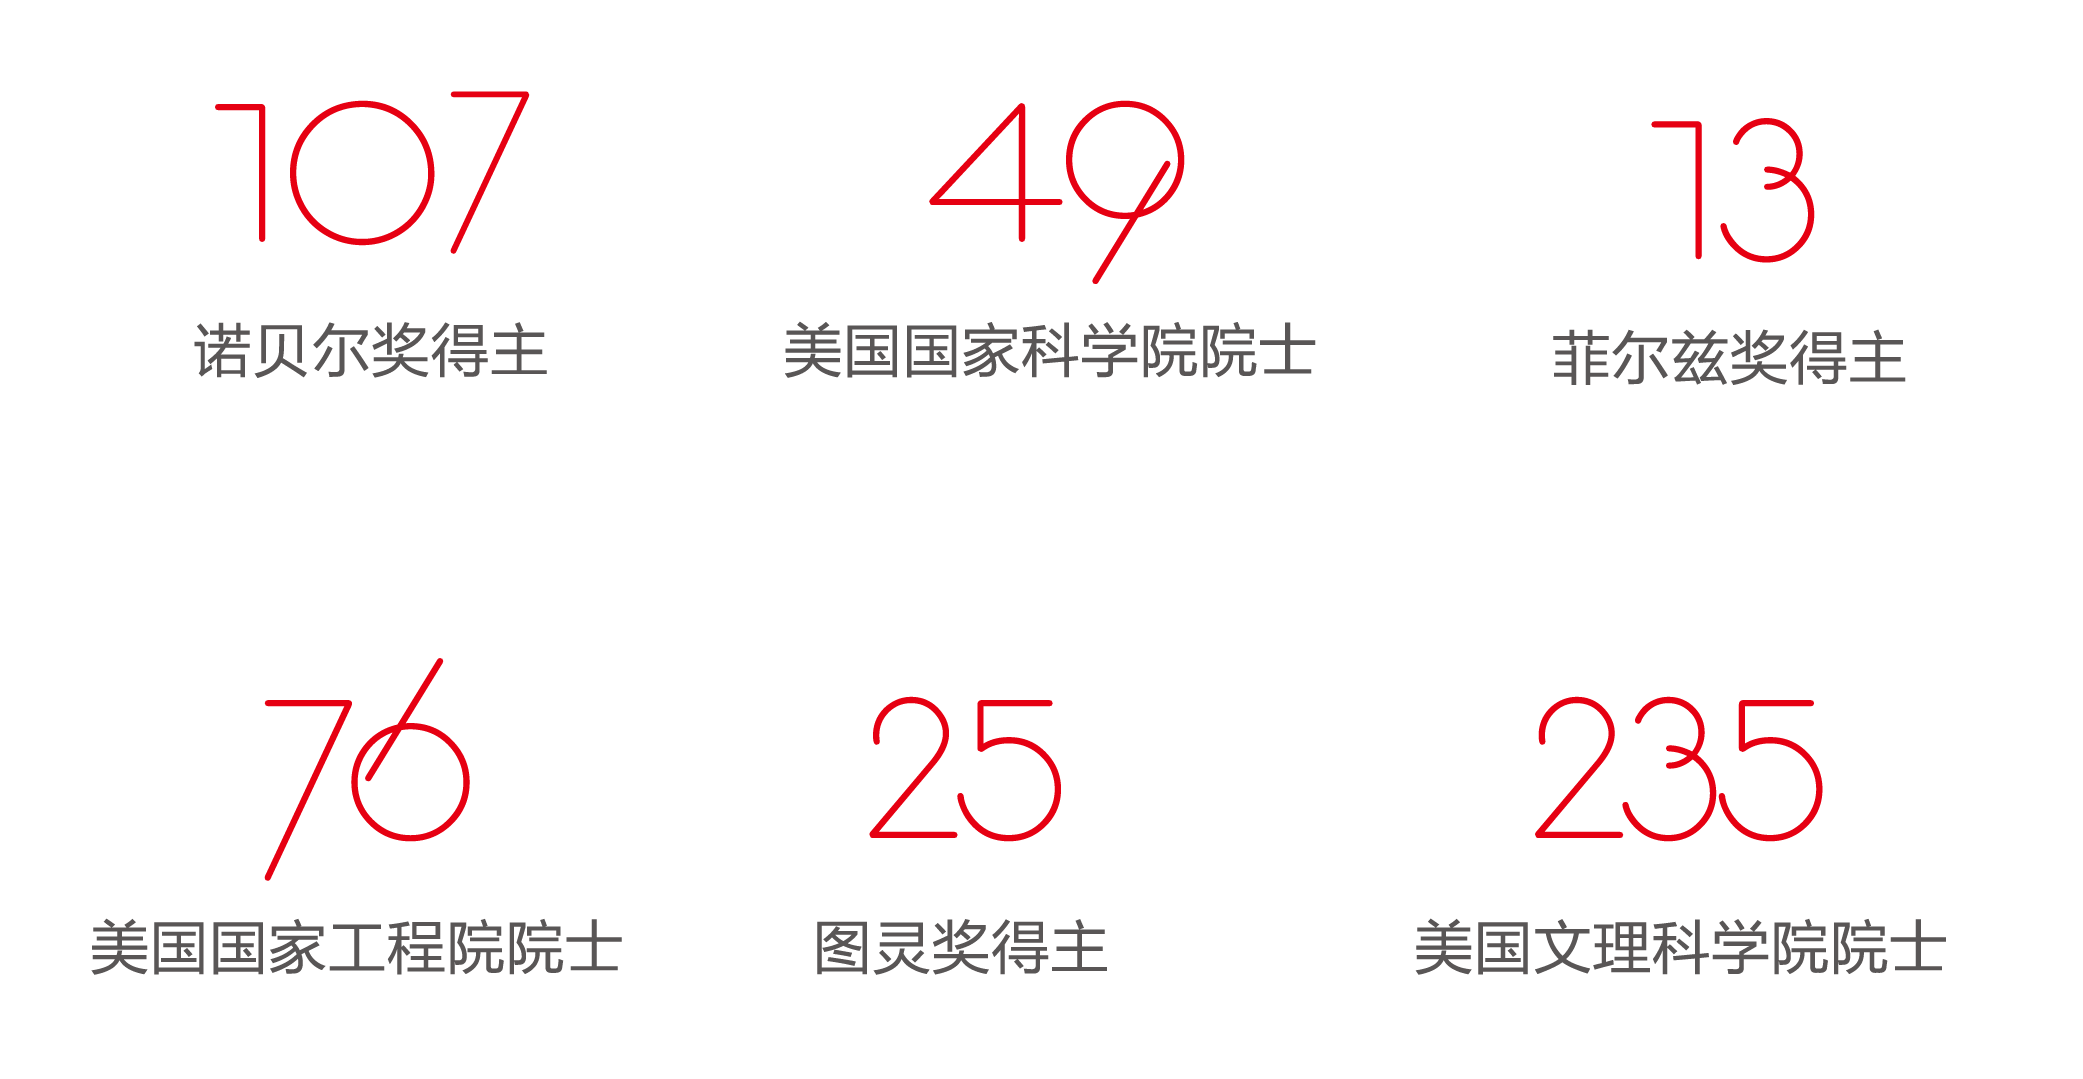 107
49
13
诺贝尔奖得主
美国国家科学院院士
菲尔兹奖得主
76
25
235
美国国家工程院院士
图灵奖得主
美国文理科学院院士